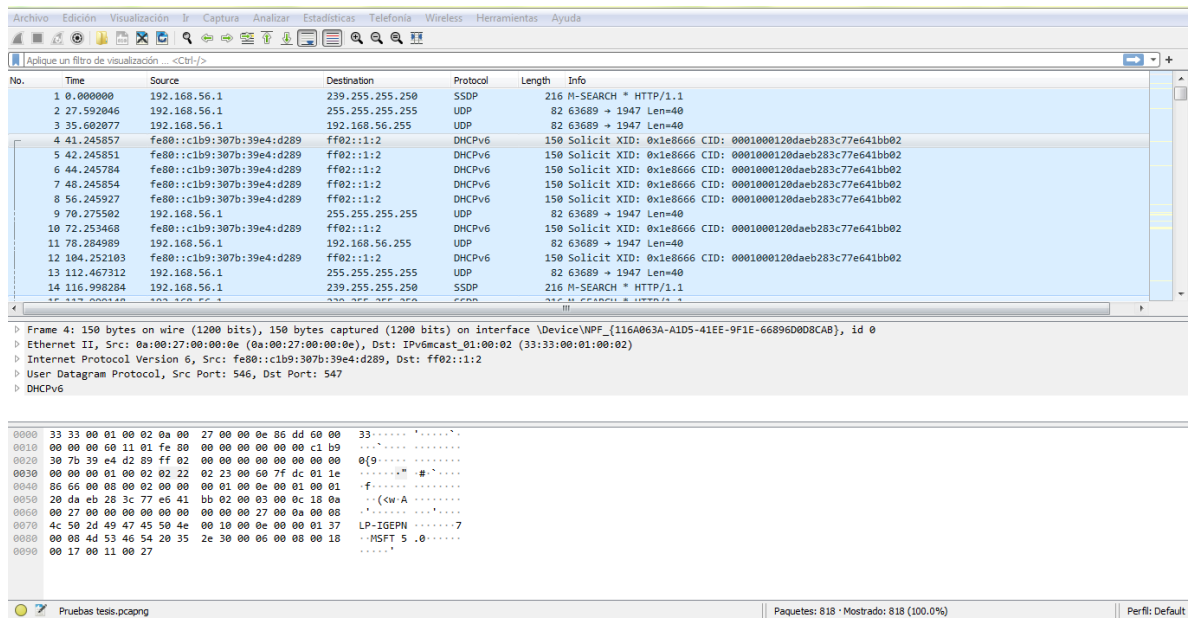 Archivo Edición Visualización Ir Captura Analizar Estadísticas Telefonía Wireless Herramientas Ayuda
Aplique un filtro de visualización ... <Ctrl-/>
No. Time Source Destination Protocol Length Info
1 0.000000 192.168.56.1 239.255.255.250 SSDP 216 M-SEARCH * HTTP/1.1
2 27.592046 192.168.56.1 255.255.255.255 UDP 82 63689 → 1947 Len=40
3 35.602077 192.168.56.1 192.168.56.255 UDP 82 63689 → 1947 Len=40
4 41.245857 fe80::c1b9:307b:39e4:d289 ff02::1:2 DHCPv6 150 Solicit XID: 0x1e8666 CID: 0001000120daeb283c77e641bb02
5 42.245851 fe80::c1b9:307b:39e4:d289 ff02::1:2 DHCPv6 150 Solicit XID: 0x1e8666 CID: 0001000120daeb283c77e641bb02
6 44.245784 fe80::c1b9:307b:39e4:d289 ff02::1:2 DHCPv6 150 Solicit XID: 0x1e8666 CID: 0001000120daeb283c77e641bb02
7 48.245854 fe80::c1b9:307b:39e4:d289 ff02::1:2 DHCPv6 150 Solicit XID: 0x1e8666 CID: 0001000120daeb283c77e641bb02
8 56.245927 fe80::c1b9:307b:39e4:d289 ff02::1:2 DHCPv6 150 Solicit XID: 0x1e8666 CID: 0001000120daeb283c77e641bb02
9 70.275502 192.168.56.1 255.255.255.255 UDP 82 63689 → 1947 Len=40
10 72.253468 fe80::c1b9:307b:39e4:d289 ff02::1:2 DHCPv6 150 Solicit XID: 0x1e8666 CID: 0001000120daeb283c77e641bb02
11 78.284989 192.168.56.1 192.168.56.255 UDP 82 63689 → 1947 Len=40
12 104.252103 fe80::c1b9:307b:39e4:d289 ff02::1:2 DHCPv6 150 Solicit XID: 0x1e8666 CID: 0001000120daeb283c77e641bb02
13 112.467312 192.168.56.1 255.255.255.255 UDP 82 63689 → 1947 Len=40
14 116.998284 192.168.56.1 239.255.255.250 SSDP 216 M-SEARCH * HTTP/1.1
Frame 4: 150 bytes on wire (1200 bits), 150 bytes captured (1200 bits) on interface \Device\NPF_{116A063A-A1D5-41EE-9F1E-66896D0D8CAB}, id 0
Ethernet II, Src: 0a:00:27:00:00:0e (0a:00:27:00:00:0e), Dst: IPv6mcast_01:00:02 (33:33:00:01:00:02)
Internet Protocol Version 6, Src: fe80::c1b9:307b:39e4:d289, Dst: ff02::1:2
User Datagram Protocol, Src Port: 546, Dst Port: 547
DHCPv6
0000 33 33 00 01 00 02 0a 00 27 00 00 0e 86 dd 60 00 33······ '·····`·
0010 00 00 00 60 11 01 fe 80 00 00 00 00 00 00 c1 b9 ···`···· ········
0020 30 7b 39 e4 d2 89 ff 02 00 00 00 00 00 00 00 00 0{9····· ········
0030 00 00 00 01 00 02 02 22 02 23 00 60 7f dc 01 1e ·······" ·#·`····
0040 86 66 00 08 00 02 00 00 00 01 00 0e 00 01 00 01 ·f······ ········
0050 20 da eb 28 3c 77 e6 41 bb 02 00 03 00 0c 18 0a ··(<w·A ········
0060 00 27 00 00 00 00 00 00 00 00 00 27 00 0a 00 08 ·'······ ···'····
0070 4c 50 2d 49 47 45 50 4e 00 10 00 0e 00 00 01 37 LP-IGEPN ·······7
0080 00 08 4d 53 46 54 20 35 2e 30 00 06 00 08 00 18 ··MSFT 5 .0······
0090 00 17 00 11 00 27 ·····'
Pruebas tesis.pcapng Paquetes: 818 · Mostrado: 818 (100.0%) Perfil: Default